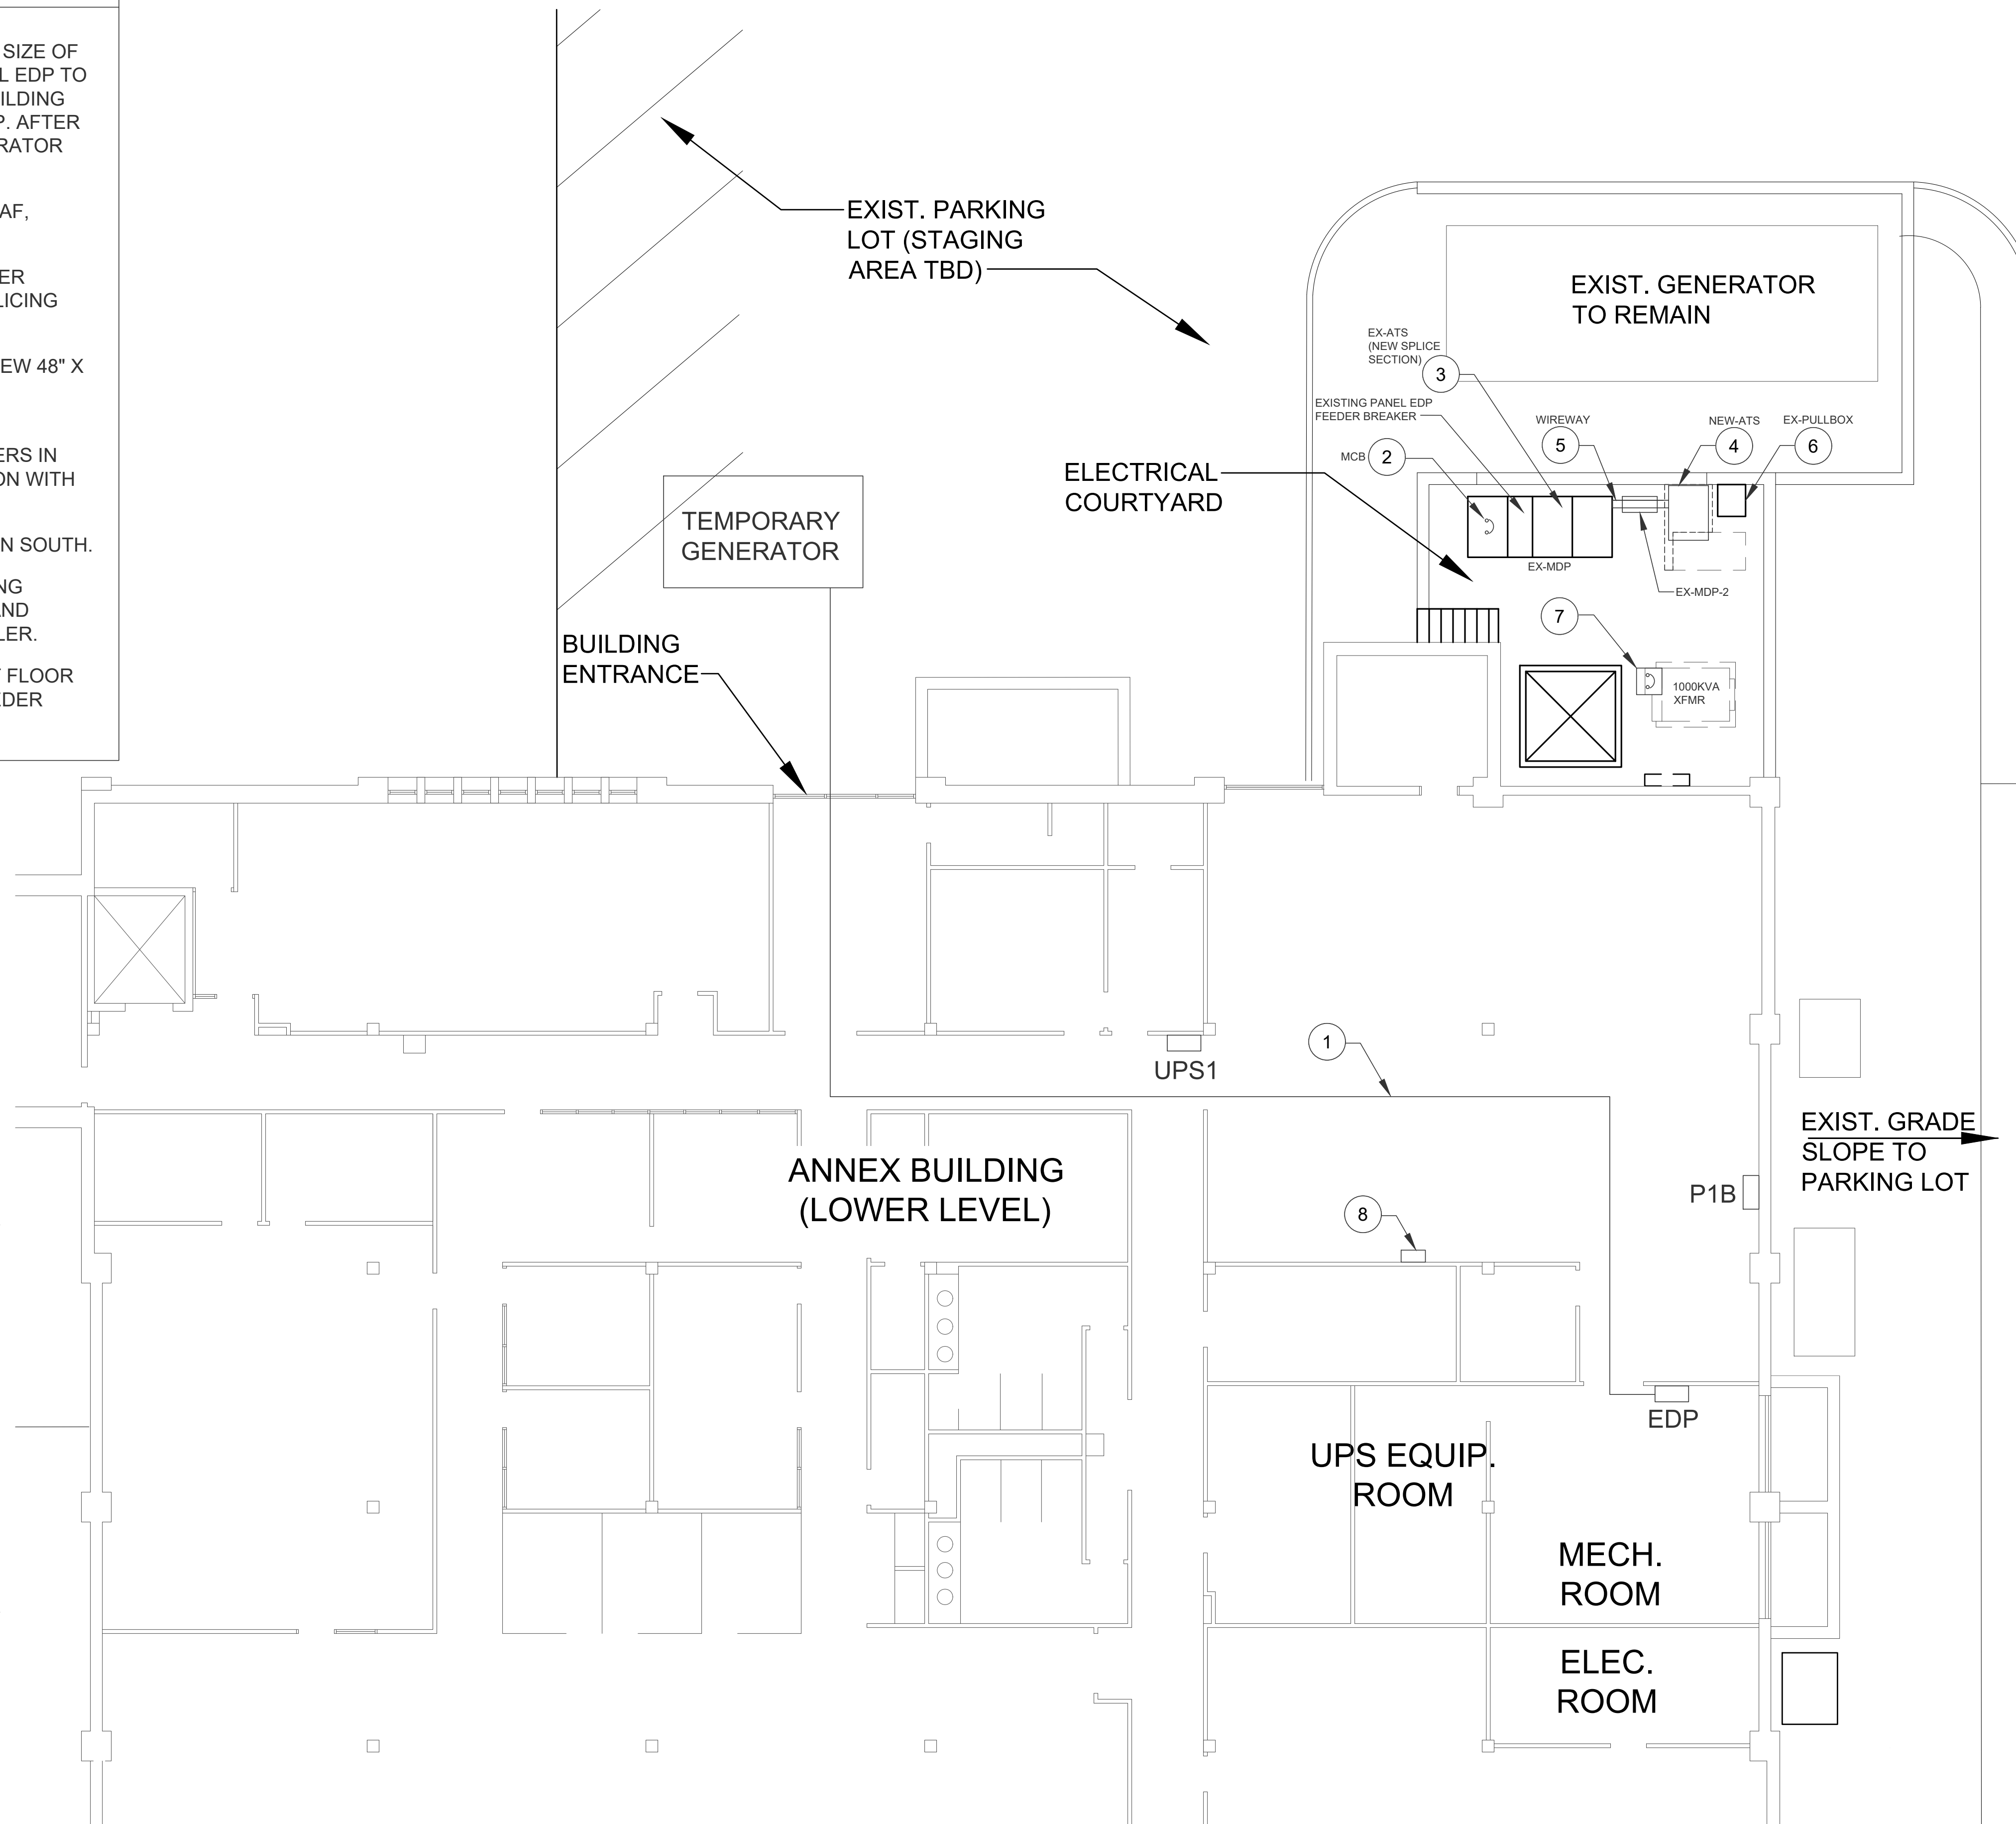 SIZE OF
L EDP TO
ILDING
P. AFTER
RATOR
AF,
ER
LICING
EW 48" X
ERS IN
ON WITH
N SOUTH.
NG
AND
LER.
T FLOOR
EDER
EXIST. PARKING
LOT (STAGING
AREA TBD)
EXIST. GENERATOR
TO REMAIN
EX-ATS
(NEW SPLICE
SECTION)
3
EXISTING PANEL EDP
FEEDER BREAKER
WIREWAY
5
NEW-ATS
4
EX-PULLBOX
6
MCB
2
ELECTRICAL
COURTYARD
EX-MDP
EX-MDP-2
7
1000KVA
XFMR
TEMPORARY
GENERATOR
BUILDING
ENTRANCE
UPS1
1
ANNEX BUILDING
(LOWER LEVEL)
EXIST. GRADE
SLOPE TO
PARKING LOT
P1B
8
EDP
UPS EQUIP.
ROOM
MECH.
ROOM
ELEC.
ROOM